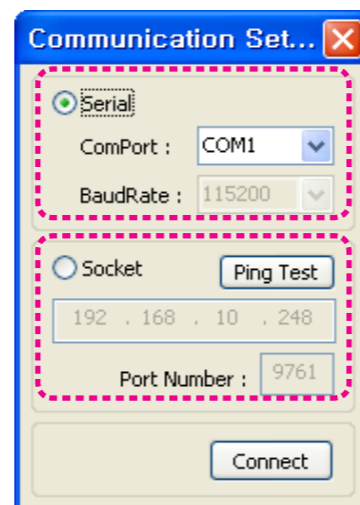 Communication Set...
Serial
ComPort : COM1
BaudRate : 115200
Socket Ping Test
192 . 168 . 10 . 248
Port Number : 9761
Connect